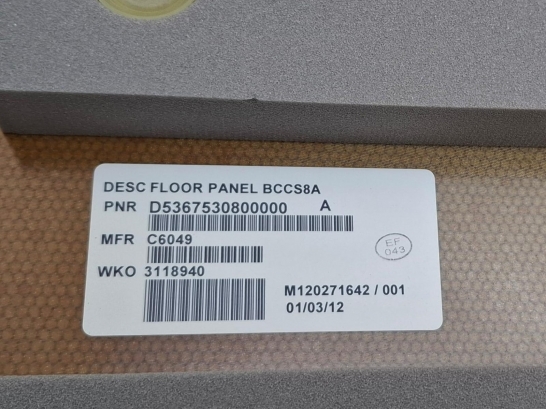 DESC FLOOR PANEL BCCS8A
PNR D5367530800000 A
MFR C6049
EF
043
WKO 3118940
M120271642 / 001
01/03/12